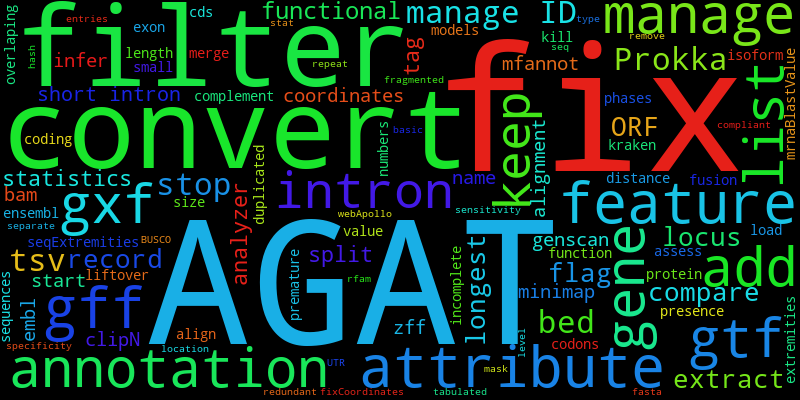 filter
fix
convert
AGAT
entries
cds
functional
manage
ID
type
manage
exon
stat
models
kill
seq
remove
overlaping
hash
infer
length
merge
small
repeat
tag
fragmented
mfannot
Prokka
isoform
list
mrnaBlastValue
short intron
complement
coordinates
phases
ORF
kraken
compliant
coding
numbers
basic
keep
alignment
statistics
bam
ensembl
separate
gxf
stop
size
duplicated
intron
name
distance
fusion
feature
sensitivity
webApollo
value
seqExtremities
BUSCO
tsv
record
analyzer
split
genscan
function
locus
load
assess
add
start
liftover
premature
rfam
incomplete
longest
flag
minimap
gene
protein
compare
presence
extremities
sequences
embl
gff
clipN
align
zff
level
bed
codons
gtf
specificity
location
annotation
UTR
attribute
mask
extract
redundant
fixCoordinates
tabulated
fasta